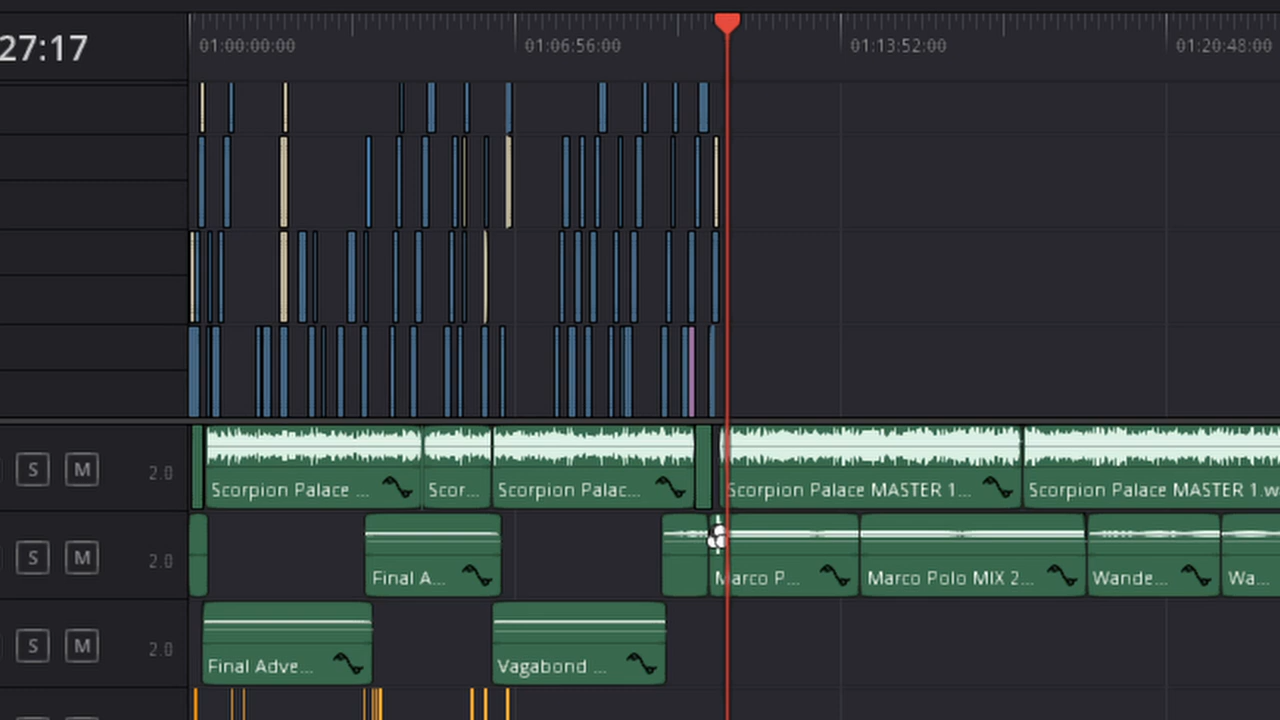 27:17
01:00:00:00 01:06:56:00 01:13:52:00 01:20:48:00
S M 2.0 Scorpion Palace ... Scor... Scorpion Palac... Scorpion Palace MASTER 1... Scorpion Palace MASTER 1.w
S M 2.0 Final A... Marco P... Marco Polo MIX 2... Wande... Wa...
S M 2.0 Final Adve... Vagabond ...